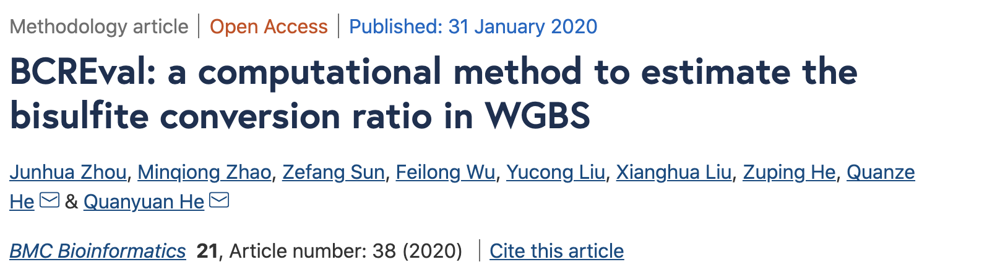 Methodology article | Open Access | Published: 31 January 2020
BCREval: a computational method to estimate the
bisulfite conversion ratio in WGBS
Junhua Zhou, Minqiong Zhao, Zefang Sun, Feilong Wu, Yucong Liu, Xianghua Liu, Zuping He, Quanze
He & Quanyuan He
BMC Bioinformatics 21, Article number: 38 (2020) | Cite this article